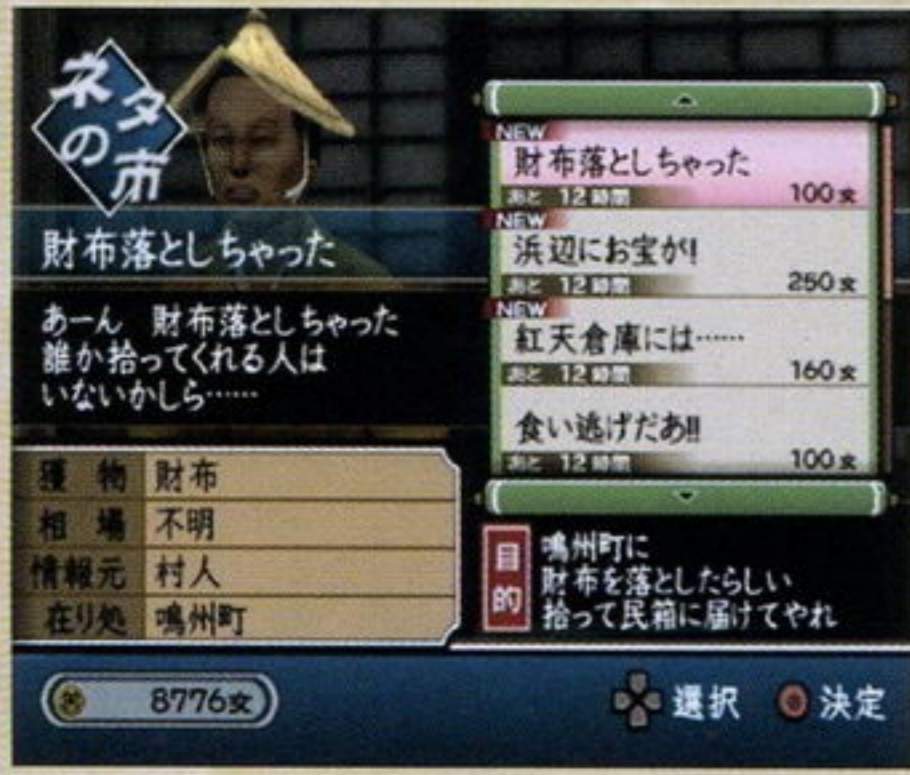 ネタの市
財布落としちゃった
あーん 財布落としちゃった
誰か拾ってくれる人は
いないかしら……
獲物 財布
相場 不明
情報元 村人
在り処 鳴州町
8776文
NEW
財布落としちゃった
あと 12時間 100文
NEW
浜辺にお宝が!
あと 12時間 250文
NEW
紅天倉庫には……
あと 12時間 160文
食い逃げだあ!!
あと 12時間 100文
目的
鳴州町に
財布を落としたらしい
拾って民箱に届けてやれ
選択 決定